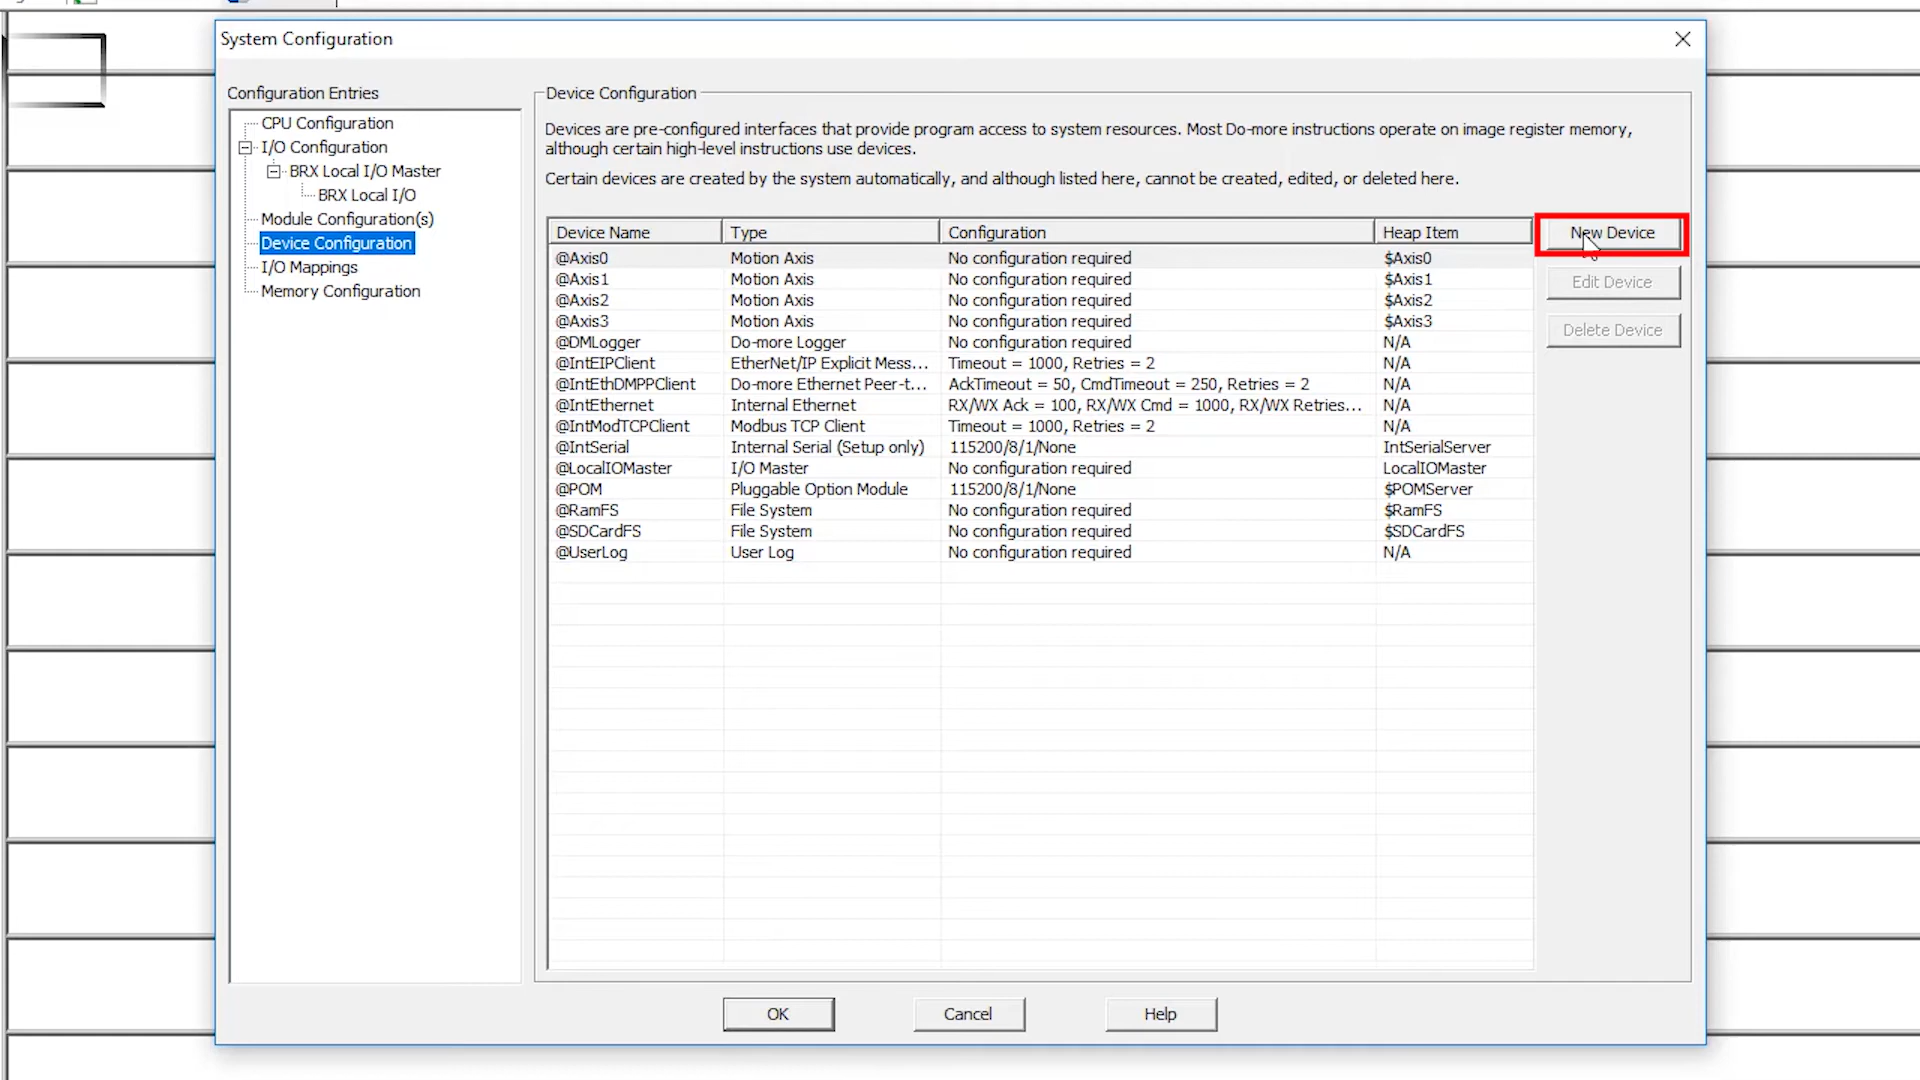 System Configuration
Configuration Entries
CPU Configuration
I/O Configuration
BRX Local I/O Master
BRX Local I/O
Module Configuration(s)
Device Configuration
I/O Mappings
Memory Configuration
Device Configuration
Devices are pre-configured interfaces that provide program access to system resources. Most Do-more instructions operate on image register memory,
although certain high-level instructions use devices.
Certain devices are created by the system automatically, and although listed here, cannot be created, edited, or deleted here.
Device Name Type Configuration Heap Item
@Axis0 Motion Axis No configuration required $Axis0
@Axis1 Motion Axis No configuration required $Axis1
@Axis2 Motion Axis No configuration required $Axis2
@Axis3 Motion Axis No configuration required $Axis3
@DMLogger Do-more Logger No configuration required N/A
@IntEIPClient EtherNet/IP Explicit Mess... Timeout = 1000, Retries = 2 N/A
@IntEthDMPPClient Do-more Ethernet Peer-t... AckTimeout = 50, CmdTimeout = 250, Retries = 2 N/A
@IntEthernet Internal Ethernet RX/WX Ack = 100, RX/WX Cmd = 1000, RX/WX Retries... N/A
@IntModTCPClient Modbus TCP Client Timeout = 1000, Retries = 2 N/A
@IntSerial Internal Serial (Setup only) 115200/8/1/None IntSerialServer
@LocalIOMaster I/O Master No configuration required LocalIOMaster
@POM Pluggable Option Module 115200/8/1/None $POMServer
@RamFS File System No configuration required $RamFS
@SDCardFS File System No configuration required $SDCardFS
@UserLog User Log No configuration required N/A
New Device
Edit Device
Delete Device
OK Cancel Help